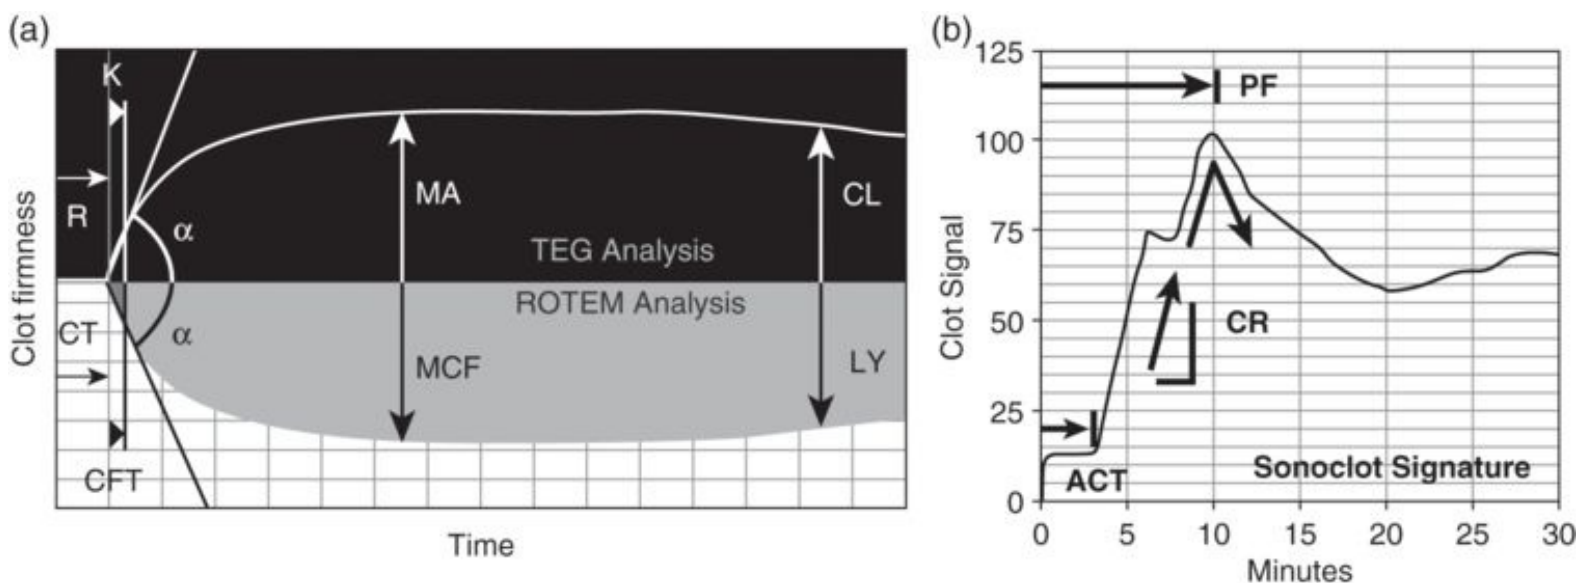 (a)
K
R
α
MA
CL
TEG Analysis
ROTEM Analysis
CT
α
MCF
LY
CFT
Clot firmness
Time
(b)
125
100
75
50
25
0
Clot Signal
PF
CR
ACT
Sonoclot Signature
0 5 10 15 20 25 30
Minutes